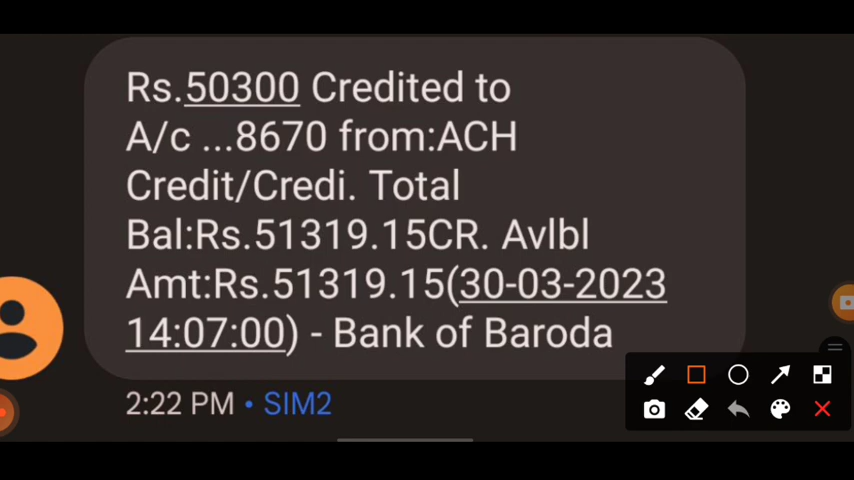 Rs.50300 Credited to
A/c ...8670 from:ACH
Credit/Credi. Total
Bal:Rs.51319.15CR. Avlbl
Amt:Rs.51319.15(30-03-2023
14:07:00) - Bank of Baroda
2:22 PM • SIM2